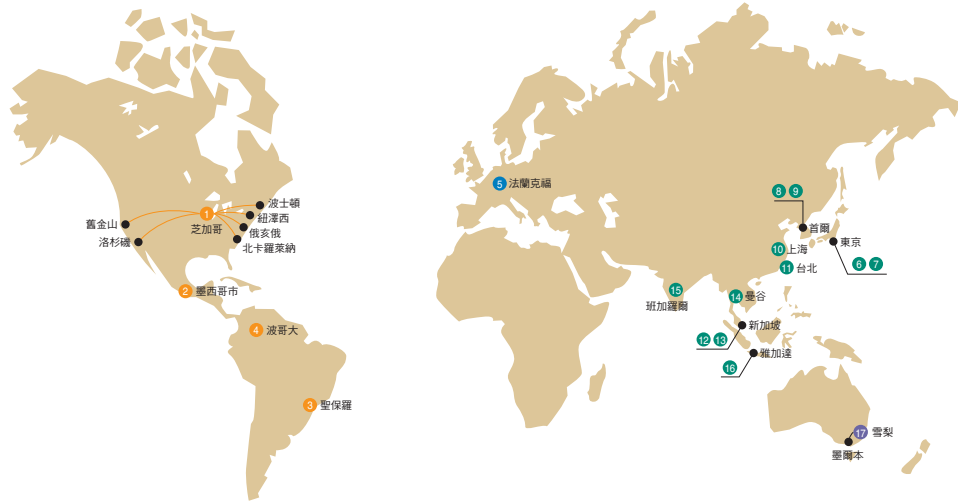 波士頓
1
紐澤西
舊金山
芝加哥
俄亥俄
洛杉磯
北卡羅萊納
2 墨西哥市
4 波哥大
3 聖保羅
5 法蘭克福
8 9
首爾
東京
10 上海
6 7
11 台北
15
班加羅爾
14 曼谷
新加坡
12 13
雅加達
16
17 雪梨
墨爾本